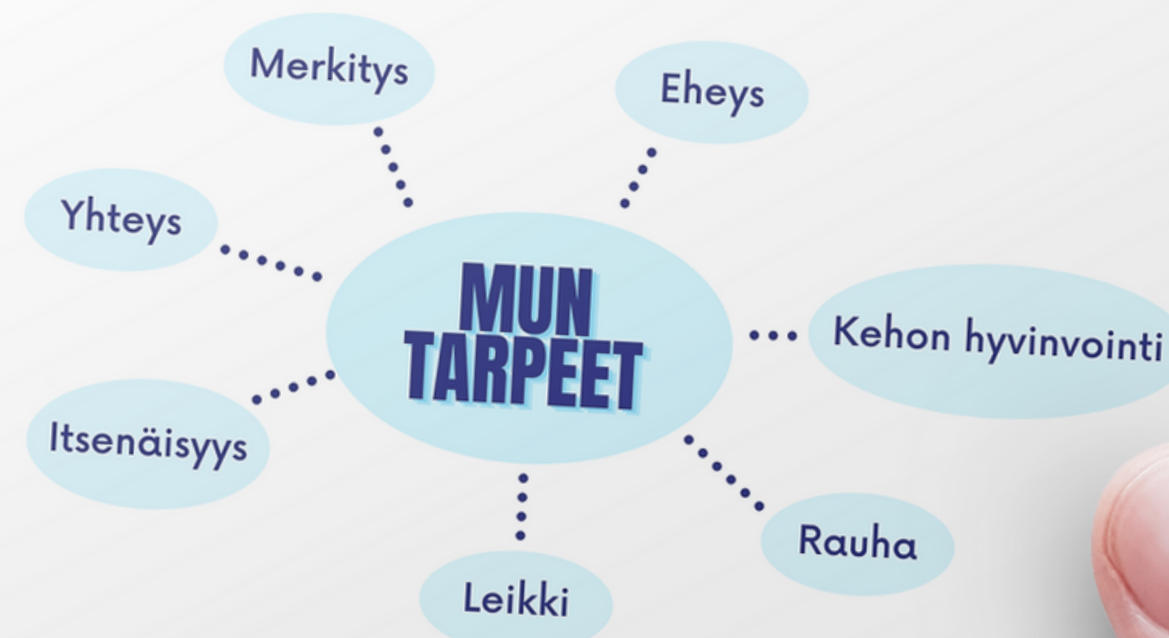 Merkitys
Eheys
Yhteys
MUN
TARPEET
Kehon hyvinvointi
Itsenäisyys
Rauha
Leikki